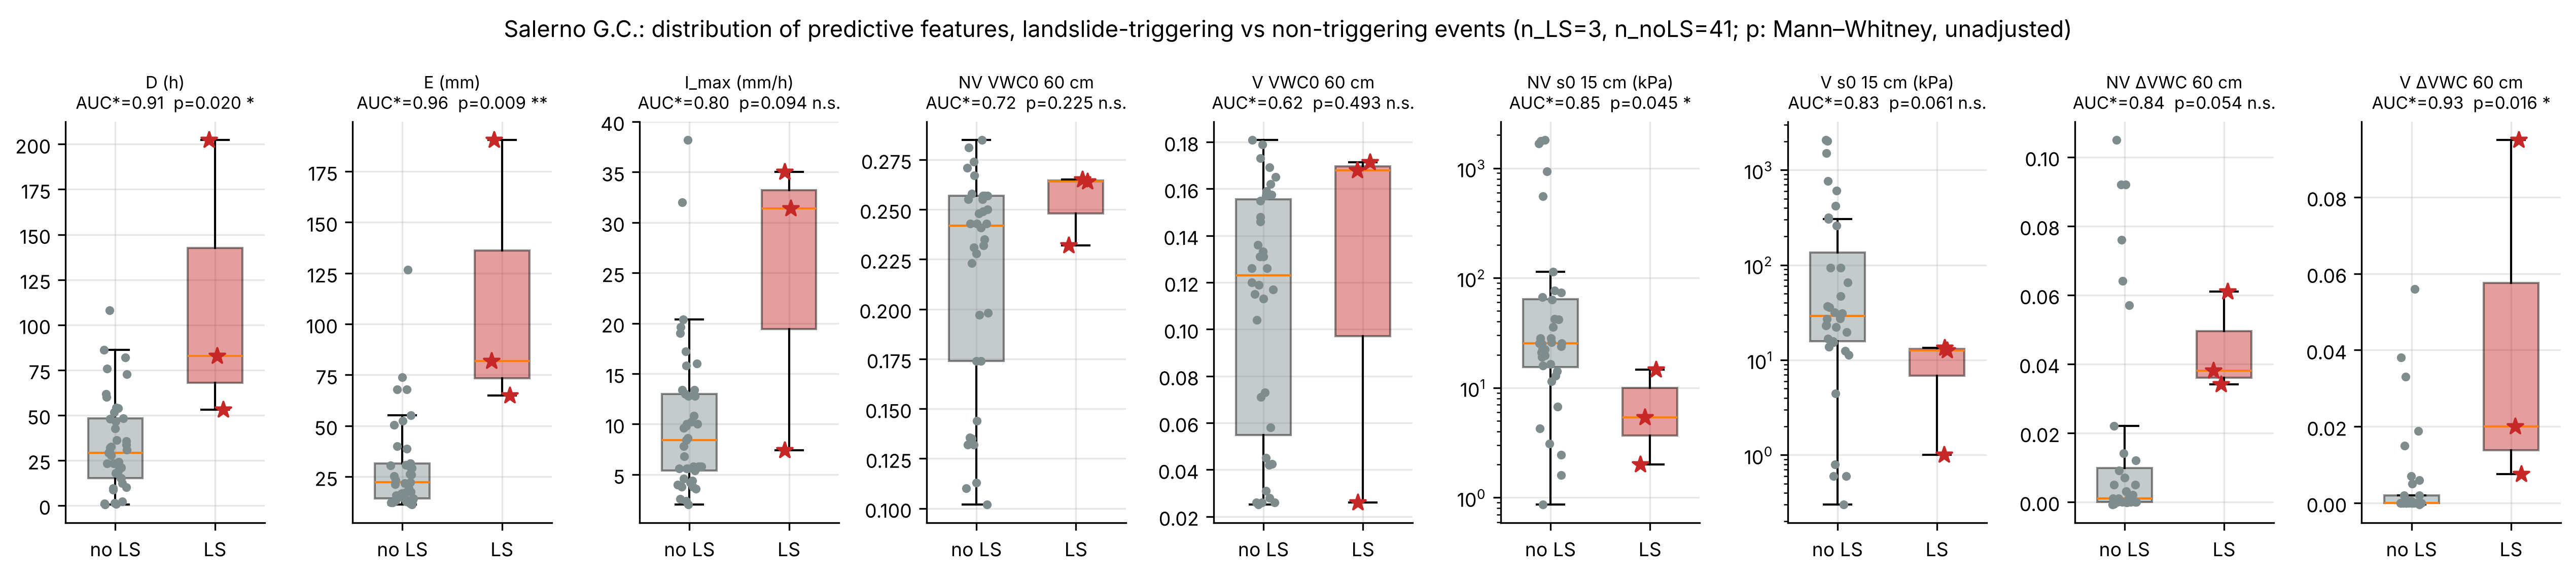 Salerno G.C.: distribution of predictive features, landslide-triggering vs non-triggering events (n_LS=3, n_noLS=41; p: Mann–Whitney, unadjusted)
D (h)
AUC*=0.91 p=0.020 *
200
175
150
125
100
75
50
25
0
no LS LS
E (mm)
AUC*=0.96 p=0.009 **
175
150
125
100
75
50
25
no LS LS
I_max (mm/h)
AUC*=0.80 p=0.094 n.s.
40
35
30
25
20
15
10
5
no LS LS
NV VWC0 60 cm
AUC*=0.72 p=0.225 n.s.
0.275
0.250
0.225
0.200
0.175
0.150
0.125
0.100
no LS LS
V VWC0 60 cm
AUC*=0.62 p=0.493 n.s.
0.18
0.16
0.14
0.12
0.10
0.08
0.06
0.04
0.02
no LS LS
NV s0 15 cm (kPa)
AUC*=0.85 p=0.045 *
10³
10²
10¹
10⁰
no LS LS
V s0 15 cm (kPa)
AUC*=0.83 p=0.061 n.s.
10³
10²
10¹
10⁰
no LS LS
NV ΔVWC 60 cm
AUC*=0.84 p=0.054 n.s.
0.10
0.08
0.06
0.04
0.02
0.00
no LS LS
V ΔVWC 60 cm
AUC*=0.93 p=0.016 *
0.08
0.06
0.04
0.02
0.00
no LS LS